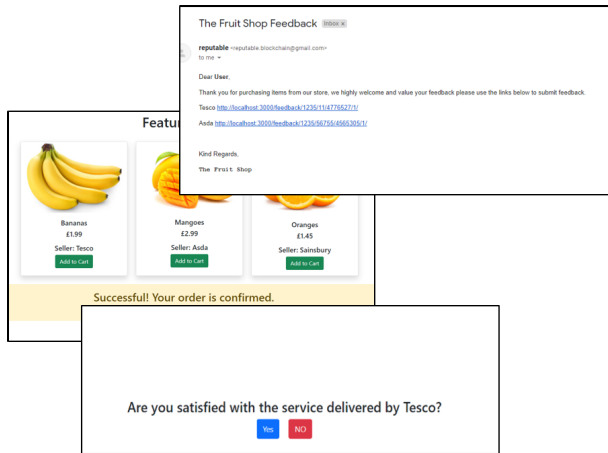 The Fruit Shop Feedback Inbox x
reputable <reputable.blockchain@gmail.com>
to me
Dear User,
Thank you for purchasing items from our store, we highly welcome and value your feedback please use the links below to submit feedback.
Tesco http://localhost:3000/feedback/1235/11/4776527/1/
Asda http://localhost:3000/feedback/1235/56755/4565305/1/
Kind Regards,
The Fruit Shop
Featu
Bananas
£1.99
Seller: Tesco
Add to Cart
Mangoes
£2.99
Seller: Asda
Add to Cart
Oranges
£1.45
Seller: Sainsbury
Add to Cart
Successful! Your order is confirmed.
Are you satisfied with the service delivered by Tesco?
Yes NO